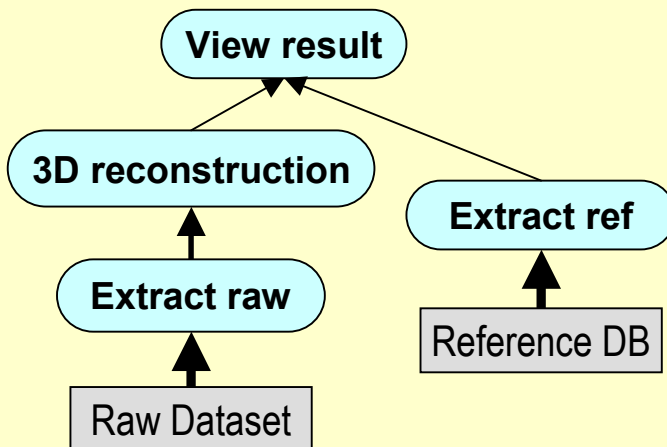 View result
3D reconstruction
Extract ref
Extract raw
Reference DB
Raw Dataset